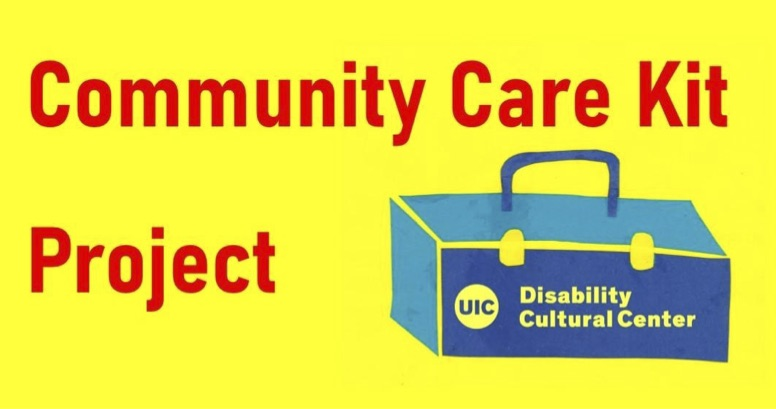 Community Care Kit
Project
UIC
Disability
Cultural Center